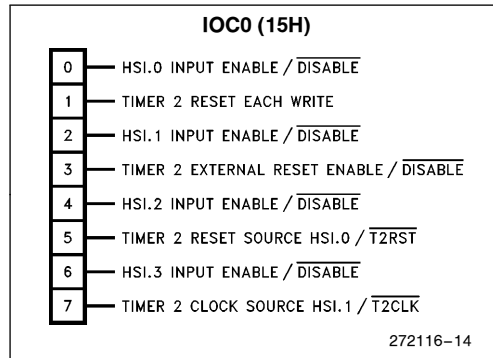 IOC0 (15H)
0 HSI.0 INPUT ENABLE / DISABLE
1 TIMER 2 RESET EACH WRITE
2 HSI.1 INPUT ENABLE / DISABLE
3 TIMER 2 EXTERNAL RESET ENABLE / DISABLE
4 HSI.2 INPUT ENABLE / DISABLE
5 TIMER 2 RESET SOURCE HSI.0 / T2RST
6 HSI.3 INPUT ENABLE / DISABLE
7 TIMER 2 CLOCK SOURCE HSI.1 / T2CLK
272116–14